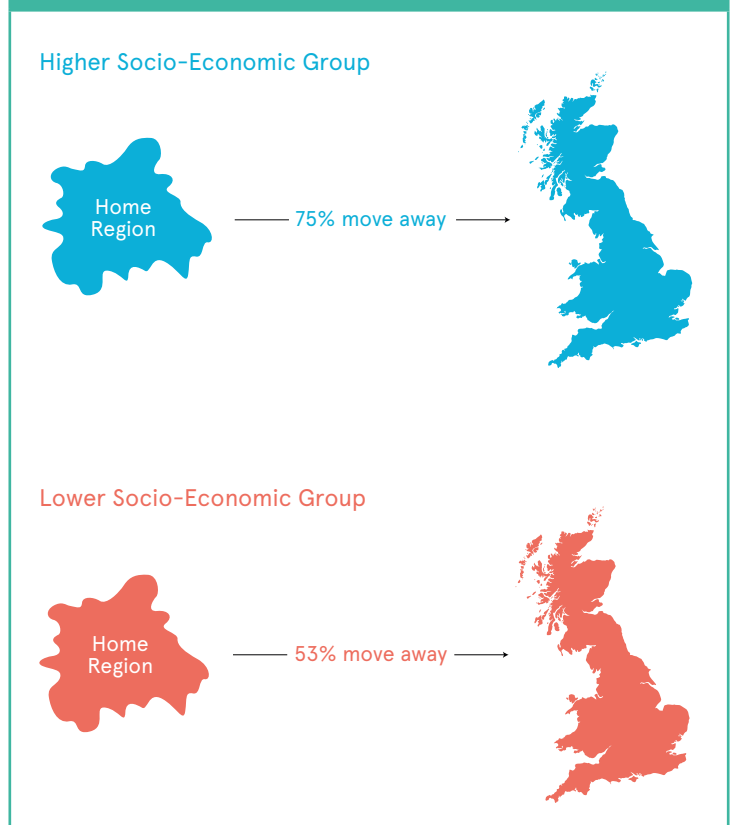 Higher Socio-Economic Group
Home
Region
75% move away
Lower Socio-Economic Group
Home
Region
53% move away